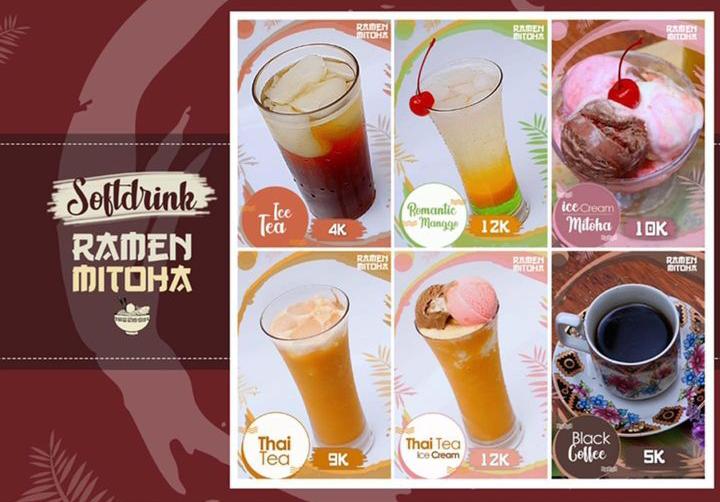 Softdrink
RAMEN
MITOHA
RAMEN
MITOHA
Ice
Tea
4K
RAMEN
MITOHA
Romantic
Manggo
12K
RAMEN
MITOHA
ice Cream
Mitoha
10K
RAMEN
MITOHA
Thai
Tea
9K
RAMEN
MITOHA
Thai Tea
Ice Cream
12K
RAMEN
MITOHA
Black
Coffee
5K